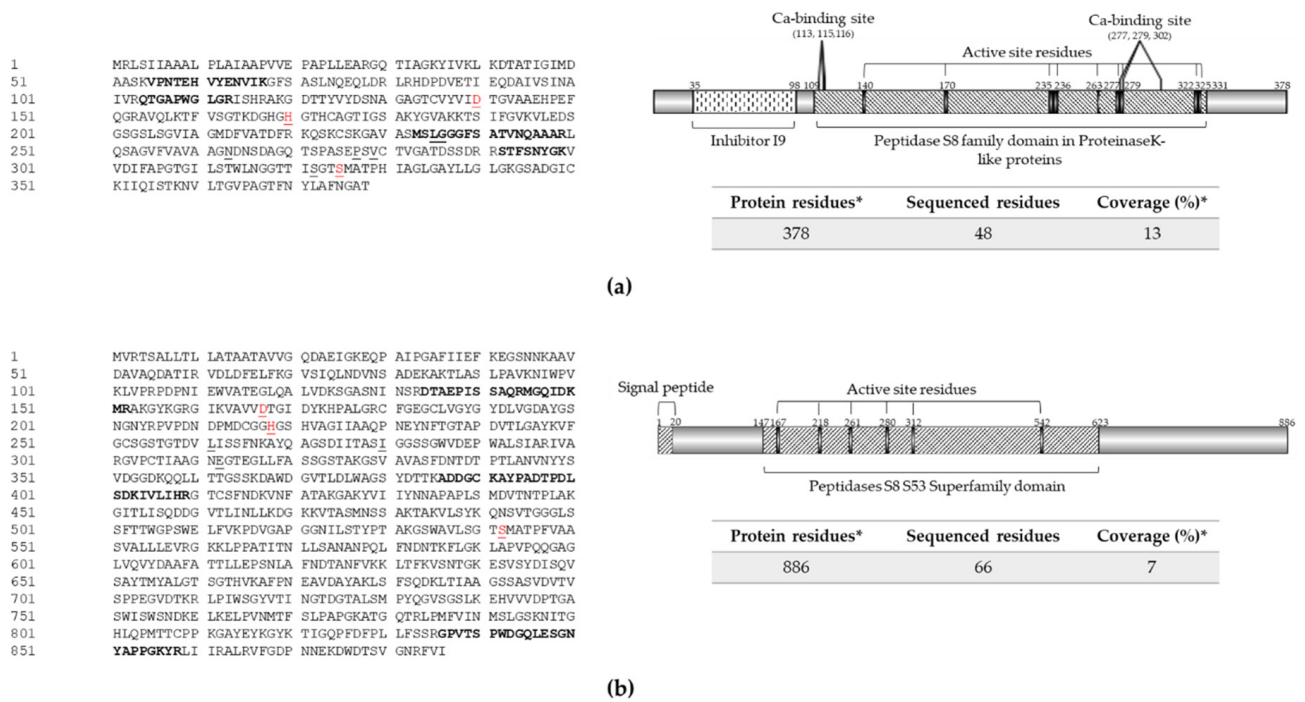 1 MRLSIIAAAL PLAIAAPVVE PAPLLEARGQ TIAGKYIVKL KDTATIGIMD
51 AASKVPNTEH VYENVIKGFS ASLNQEQLDR LRHDPDVETI EQDAIVSINA
101 IVRQTGAPWG LGRISHRAKG DTTYVYDSNA GAGTCVYVID TGVAAEHPEF
151 QGRAVQLKTF VSGTKDGHGH GTHCAGTIGS AKYGVAKKTS IFGVKVLEDS
201 GSGSLSGVIA GMDFVATDFR KQSKCSKGAV ASMSLGGGFS ATVNQAAARL
251 QSAGVFVAVA AGNDNSDAGQ TSPASEPSVC TVGATDSSDR RSTFSNYGKV
301 VDIFAPGTGI LSTWLNGGTT ISGTSMATPH IAGLGAYLLG LGKGSADGIC
351 KIIQISTKNV LTGVPAGTFN YLAFNGAT
Ca-binding site
(113, 115,116)
Ca-binding site
(277, 279, 302)
Active site residues
35 98 109 140 170 235 236 263 277 279 322 325 331 378
Inhibitor I9
Peptidase S8 family domain in ProteinaseK-
like proteins
Protein residues* Sequenced residues Coverage (%)*
378 48 13
(a)
1 MVRTSALLTL LATAATAVVG QDAEIGKEQP AIPGAFIIEF KEGSNNKAAV
51 DAVAQDATIR VDLDFELFKG VSIQLNDVNS ADEKAKTLAS LPAVKNIWPV
101 KLVPRPDPNI EWVATEGLQA LVDKSGASNI NSRDTAEPIS SAQRMGQIDK
151 MRAKGYKGRG IKVAVVDTGI DYKHPALGRC FGEGCLVGYG YDLVGDAYGS
201 NGNYRPVPDN DPMDCGGHGS HVAGIIAAQP NEYNFTGTAP DVTLGAYKVF
251 GCSGSTGTDV LISSFNKAYQ AGSDIITASI GGSSGWVDEP WALSIARIVA
301 RGVPCTIAAG NEGTEGLLFA SSGSTAKGSV AVASFDNTDT PTLANVNYYS
351 VDGGDKQQLL TTGSSKDAWD GVTLDLWAGS YDTTKADDGC KAYPADTPDL
401 SDKIVLIHRG TCSFNDKVNF ATAKGAKYVI IYNNAPAPLS MDVTNTPLAK
451 GITLISQDDG VTLINLLKDG KKVTASMNSS AKTAKVLSYK QNSVTGGGLS
501 SFTTWGPSWE LFVKPDVGAP GGNILSTYPT AKGSWAVLSG TSMATPFVAA
551 SVALLLEVRG KKLPPATITN LLSANANPQL FNDNTKFLGK LAPVPQQGAG
601 LVQVYDAAFA TTLLEPSNLA FNDTANFVKK LTFKVSNTGK ESVSYDISQV
651 SAYTMYALGT SGTHVKAFPN EAVDAYAKLS FSQDKLTIAA GSSASVDVTV
701 SPPEGVDTKR LPIWSGYVTI NGTDGTALSM PYQGVSGSLK EHVVVDPTGA
751 SWISWSNDKE LKELPVNMTF SLPAPGKATG QTRLPMFVIN MSLGSKNITG
801 HLQPMTTCPP KGAYEYKGYK TIGQPFDFPL LFSSRGPVTS PWDGQLESGN
851 YAPPGKYRLI IRALRVFGDP NNEKDWDTSV GNRFVI
Signal peptide
Active site residues
1 20 147 167 218 261 280 312 542 623 886
Peptidases S8 S53 Superfamily domain
Protein residues* Sequenced residues Coverage (%)*
886 66 7
(b)